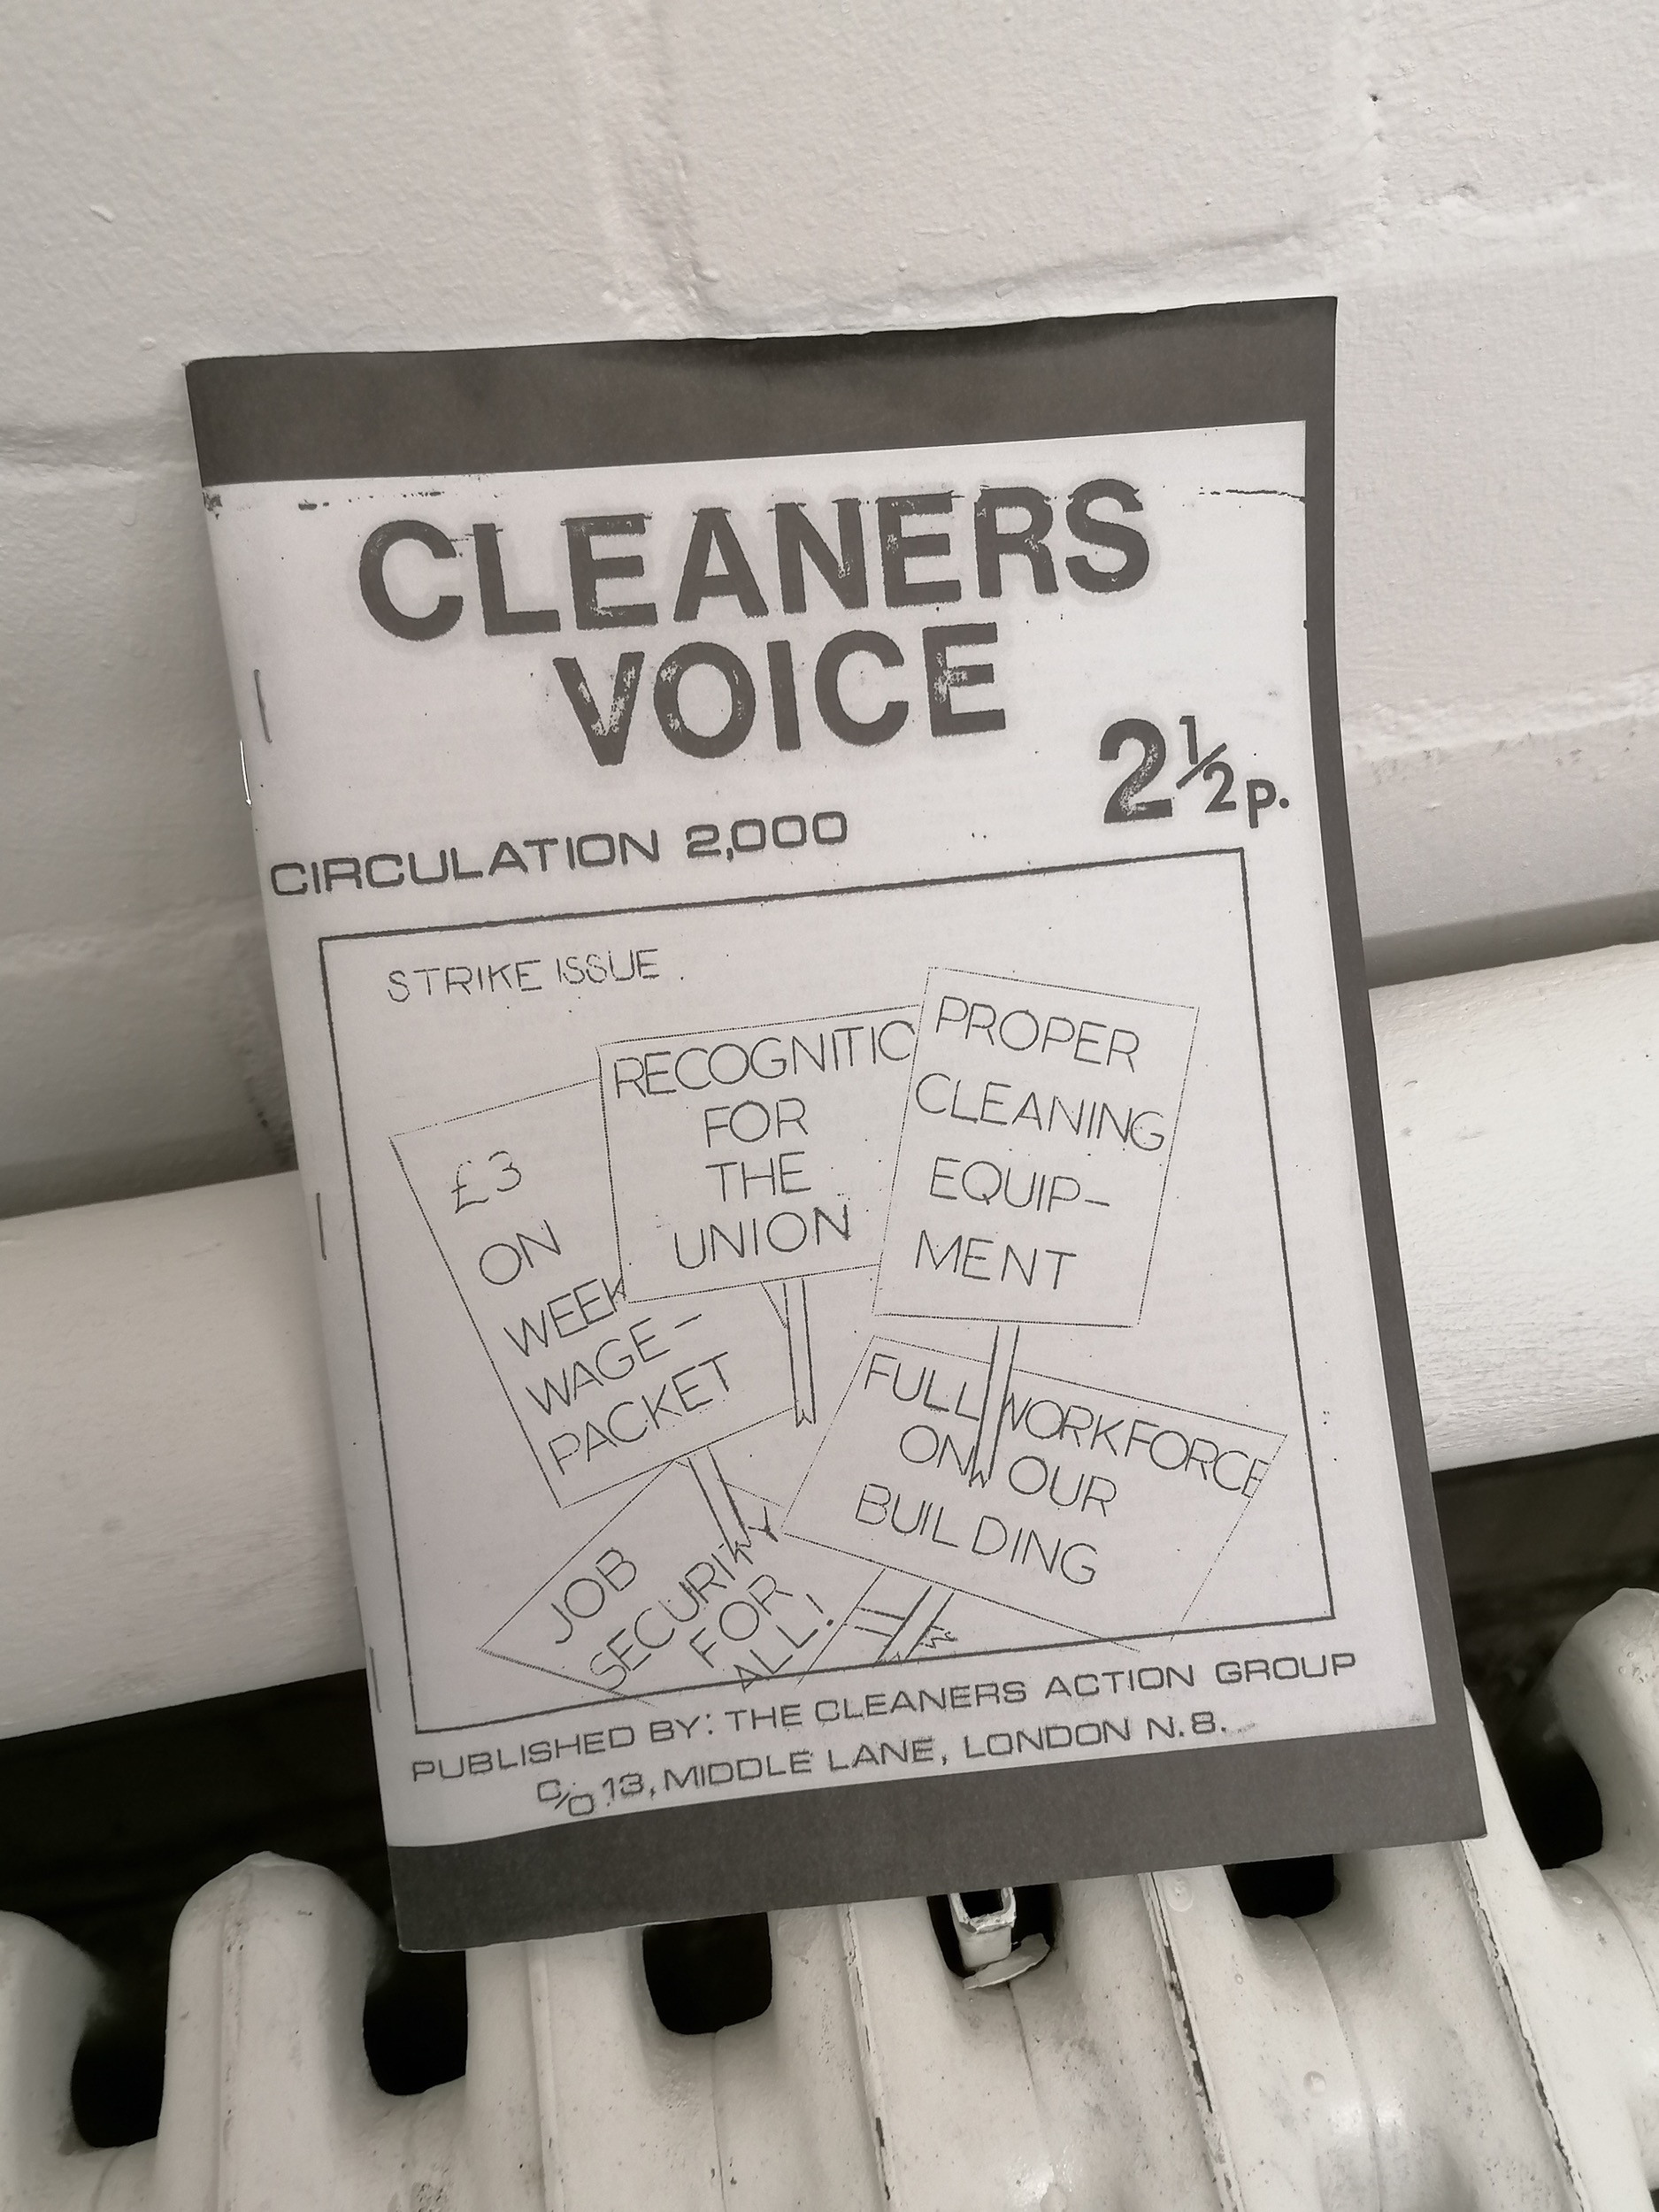 CLEANERS
VOICE
2½p.
CIRCULATION 2,000
STRIKE ISSUE.
£3
ON
WEEK
WAGE-
PACKET
RECOGNITIO
FOR
THE
UNION
PROPER
CLEANING
EQUIP-
MENT
JOB
SECURITY
FOR
ALL!
FULL WORKFORCE
ON OUR
BUILDING
PUBLISHED BY: THE CLEANERS ACTION GROUP
C/O 13, MIDDLE LANE, LONDON N.8.